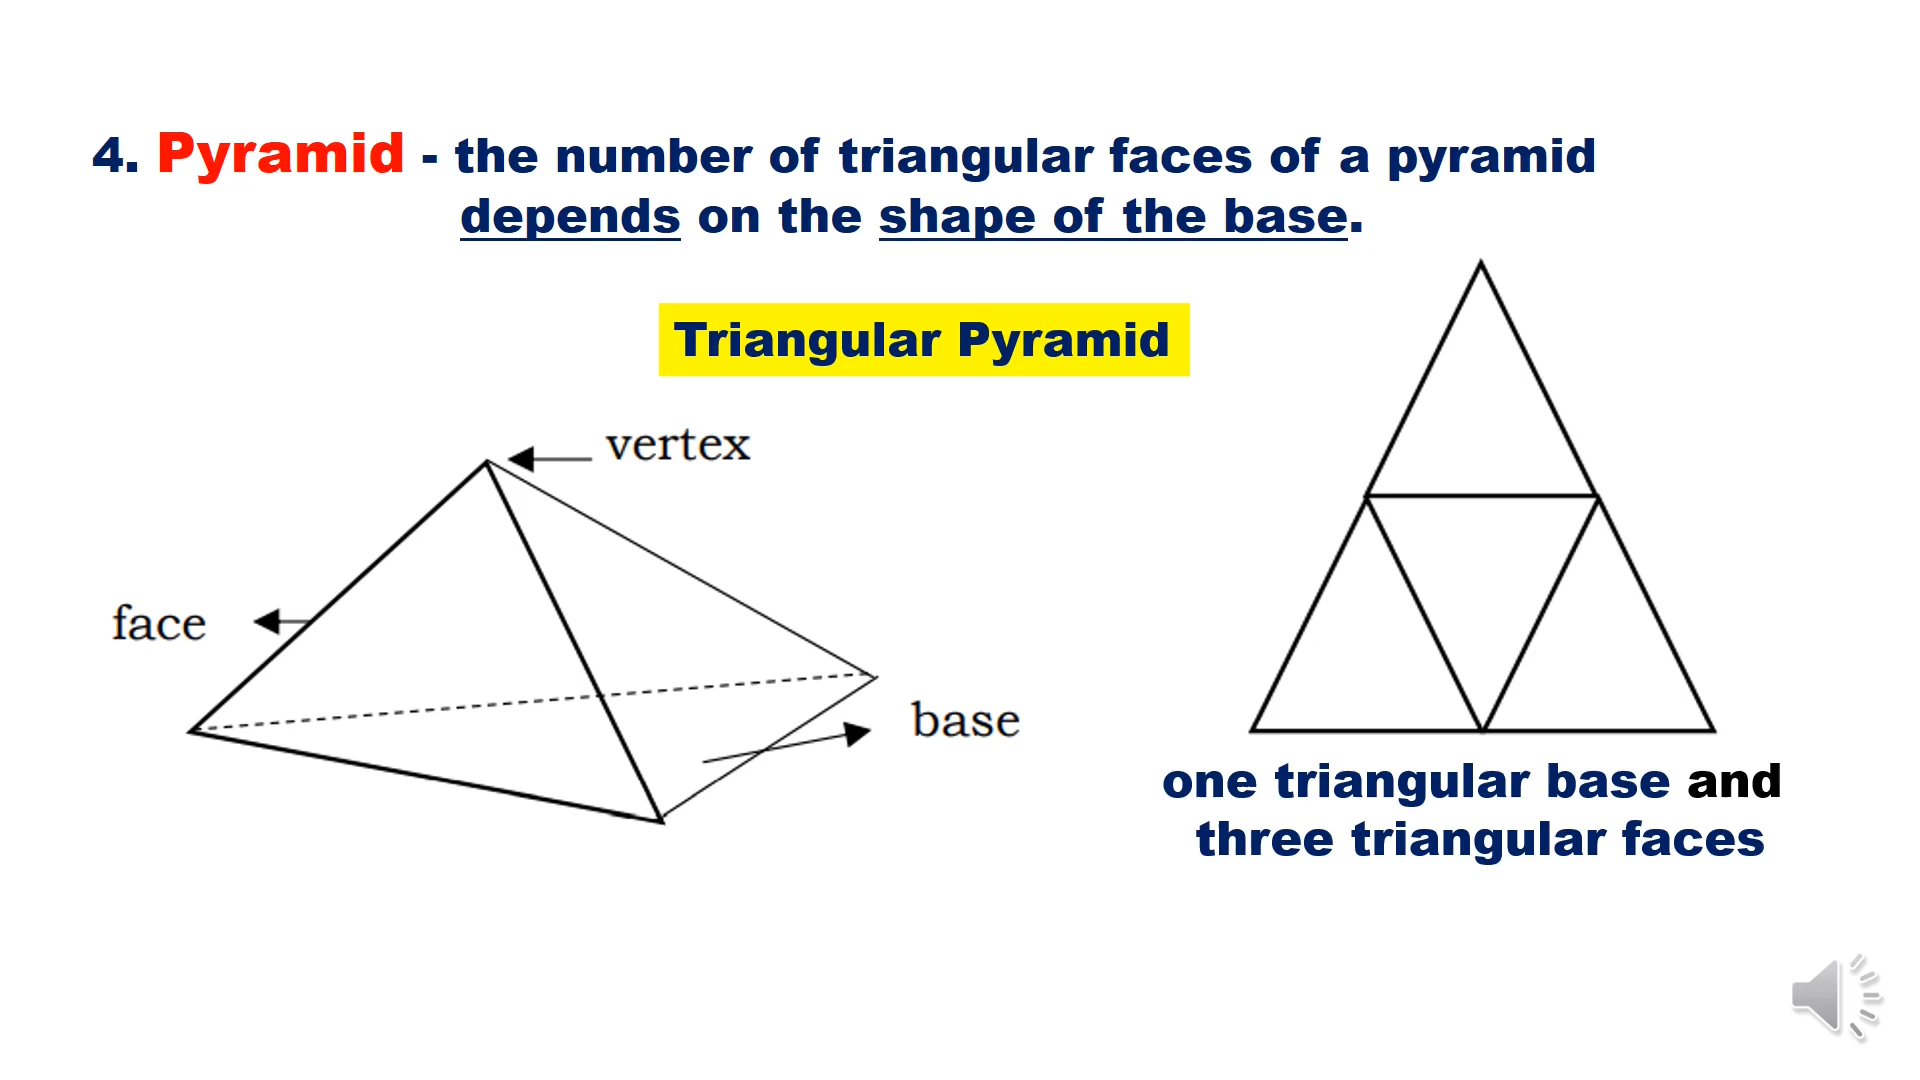 4. Pyramid - the number of triangular faces of a pyramid
depends on the shape of the base.
Triangular Pyramid
vertex
face
base
one triangular base and
three triangular faces